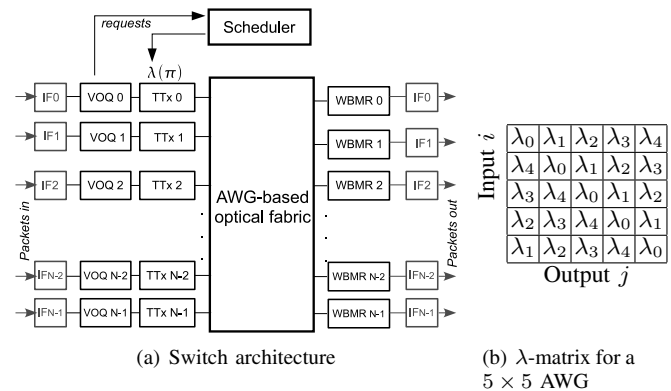 requests
Scheduler
λ(π)
IF0 VOQ 0 TTx 0 WBMR 0 IF0
IF1 VOQ 1 TTx 1 WBMR 1 IF1
IF2 VOQ 2 TTx 2 WBMR 2 IF2
AWG-based
optical fabric
Packets in
Packets out
IFN-2 VOQ N-2 TTx N-2 WBMR N-2 IFN-2
IFN-1 VOQ N-1 TTx N-1 WBMR N-1 IFN-1
(a) Switch architecture
Input i
λ0 λ1 λ2 λ3 λ4
λ4 λ0 λ1 λ2 λ3
λ3 λ4 λ0 λ1 λ2
λ2 λ3 λ4 λ0 λ1
λ1 λ2 λ3 λ4 λ0
Output j
(b) λ-matrix for a
5 × 5 AWG